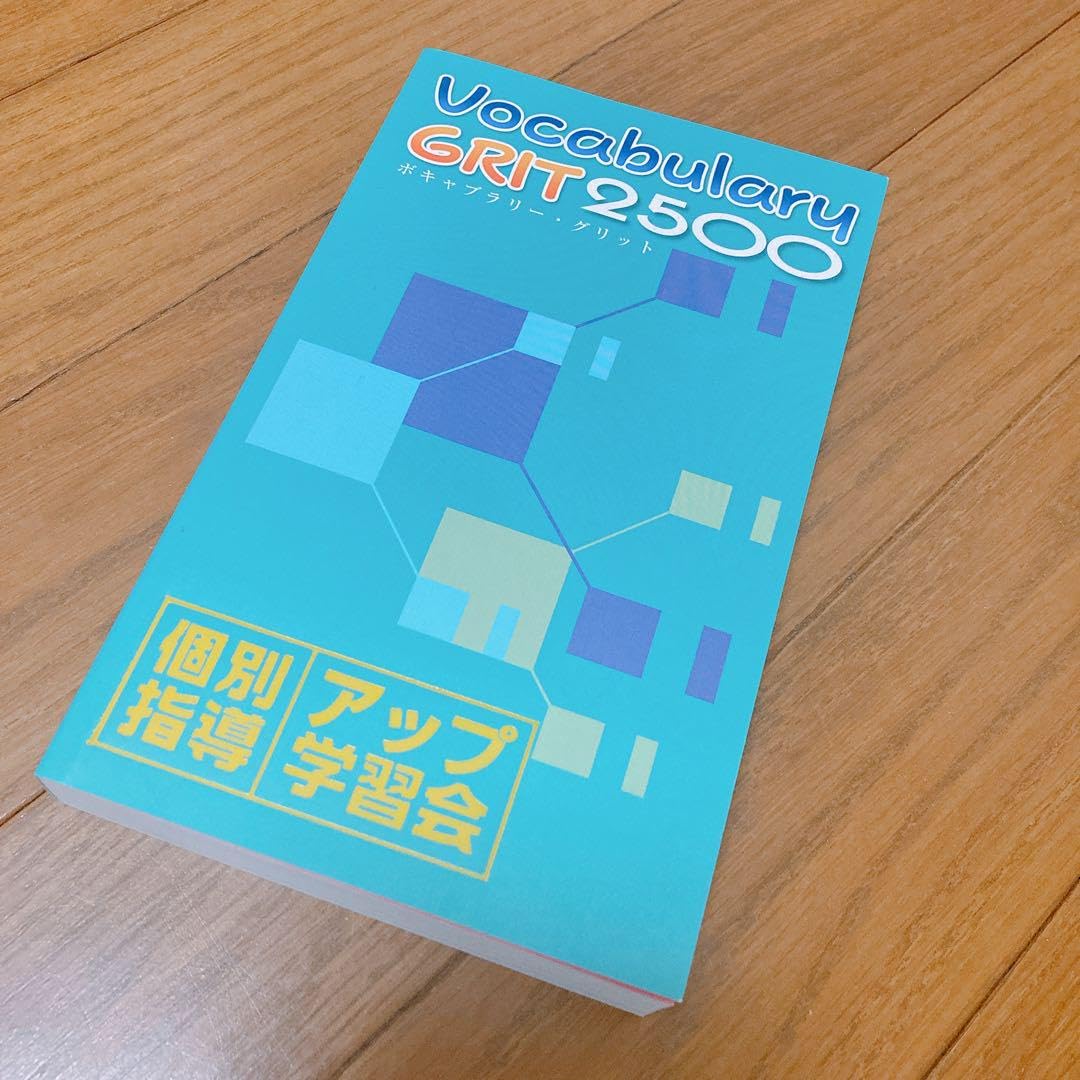 Vocabulary
GRIT 2500
ボキャブラリー・グリット
個別
指導
アップ
学習会